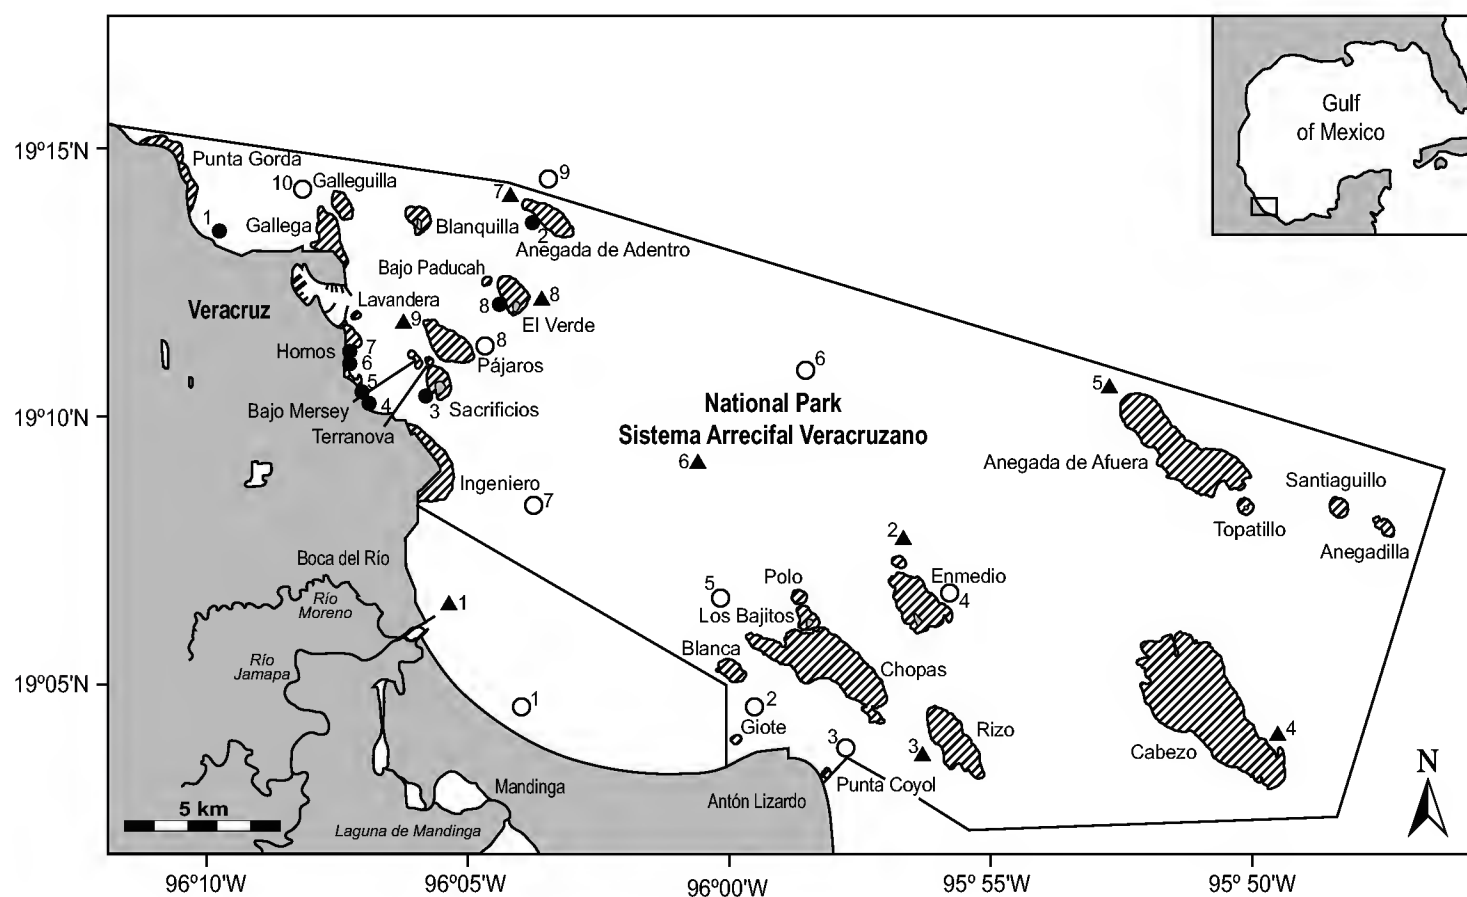 Gulf
of Mexico
19º15'N
Punta Gorda
10
Galleguilla
7
9
1
Gallega
Blanquilla
2
Anegada de Adentro
Bajo Paducah
8
8
Veracruz
Lavandera
9
El Verde
Hornos
7
6
8
Pájaros
6
5
5
National Park
Sistema Arrecifal Veracruzano
19º10'N
Bajo Mersey
4
3
Sacrificios
Terranova
6
Anegada de Afuera
Ingeniero
7
Santiaguillo
Topatillo
Anegadilla
2
Boca del Río
Río
Moreno
1
5
Polo
Enmedio
4
Los Bajitos
Río
Jamapa
Blanca
Chopas
19º05'N
1
2
Giote
3
3
Rizo
Cabezo
4
N
Mandinga
Punta Coyol
Antón Lizardo
5 km
Laguna de Mandinga
96º10'W
96º05'W
96º00'W
95º 55'W
95º 50'W